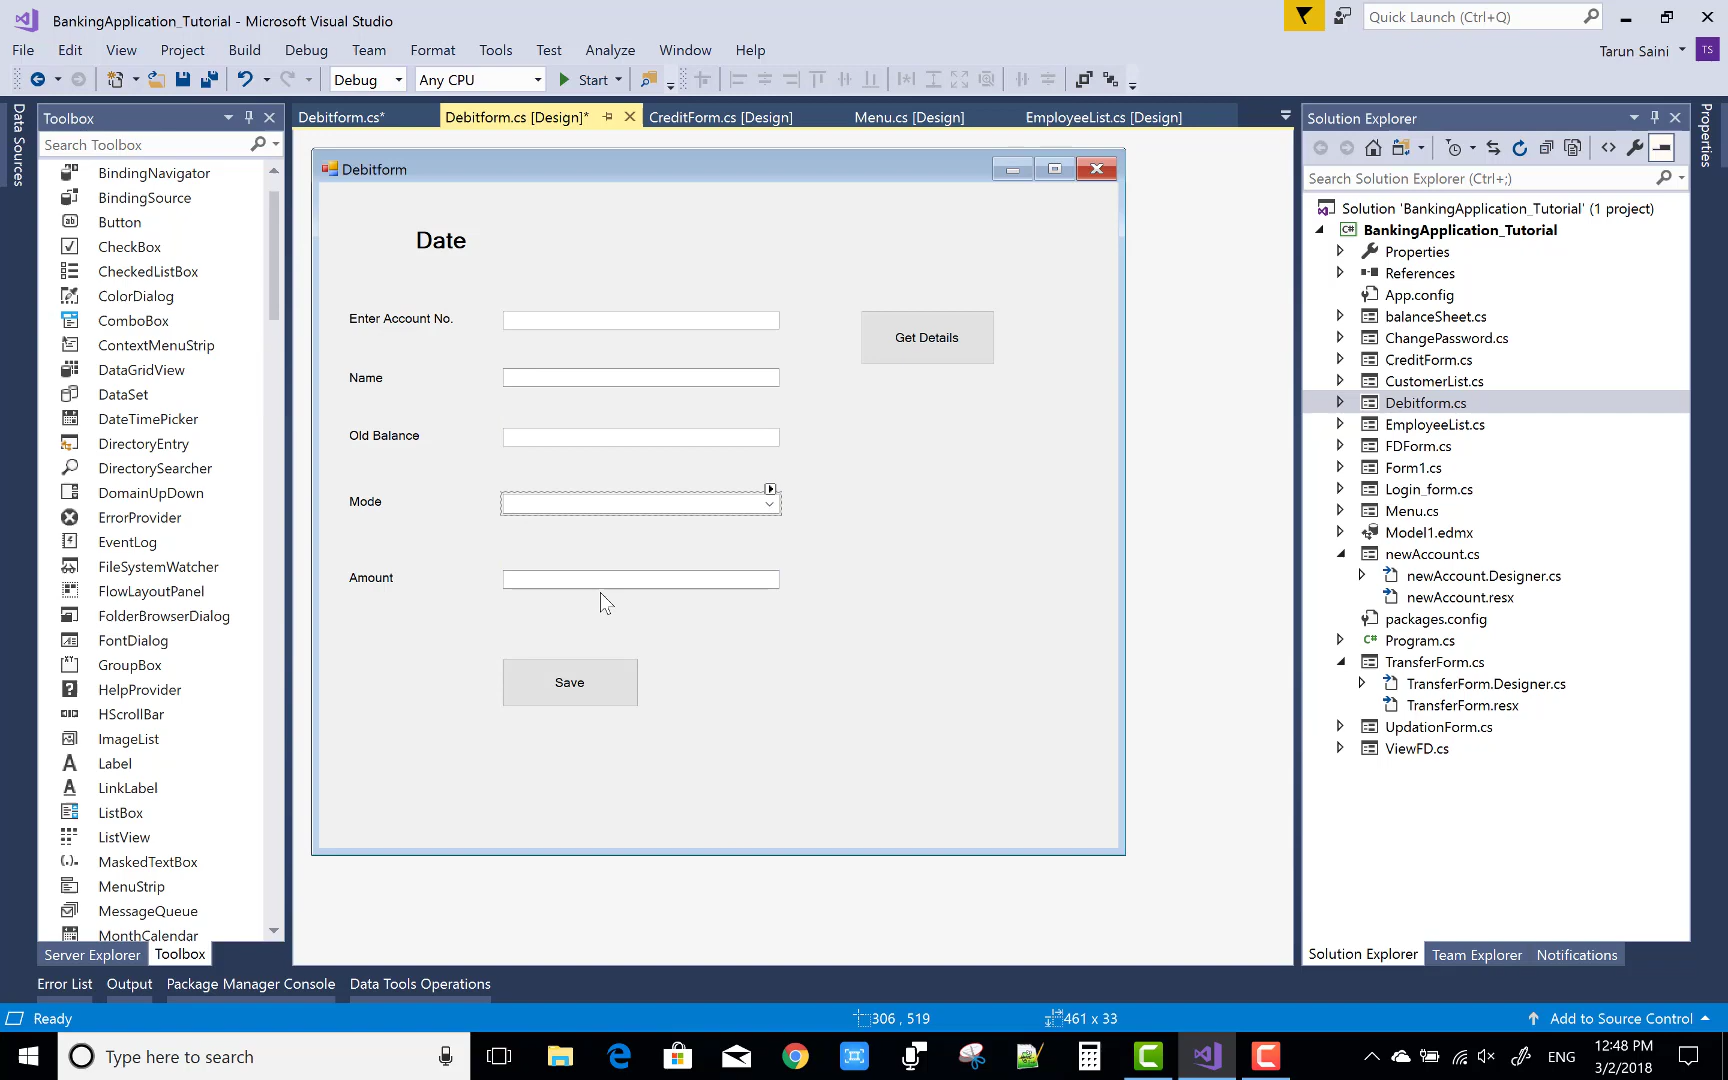 BankingApplication_Tutorial - Microsoft Visual Studio
Quick Launch (Ctrl+Q)
File Edit View Project Build Debug Team Format Tools Test Analyze Window Help
Tarun Saini TS
Debug Any CPU Start
Data Sources
Toolbox
Search Toolbox
BindingNavigator
BindingSource
Button
CheckBox
CheckedListBox
ColorDialog
ComboBox
ContextMenuStrip
DataGridView
DataSet
DateTimePicker
DirectoryEntry
DirectorySearcher
DomainUpDown
ErrorProvider
EventLog
FileSystemWatcher
FlowLayoutPanel
FolderBrowserDialog
FontDialog
GroupBox
HelpProvider
HScrollBar
ImageList
Label
LinkLabel
ListBox
ListView
MaskedTextBox
MenuStrip
MessageQueue
MonthCalendar
Server Explorer Toolbox
Debitform.cs* Debitform.cs [Design]* CreditForm.cs [Design] Menu.cs [Design] EmployeeList.cs [Design]
Debitform
Date
Enter Account No.
Get Details
Name
Old Balance
Mode
Amount
Save
Solution Explorer
Search Solution Explorer (Ctrl+;)
Solution 'BankingApplication_Tutorial' (1 project)
C# BankingApplication_Tutorial
Properties
References
App.config
balanceSheet.cs
ChangePassword.cs
CreditForm.cs
CustomerList.cs
Debitform.cs
EmployeeList.cs
FDForm.cs
Form1.cs
Login_form.cs
Menu.cs
Model1.edmx
newAccount.cs
newAccount.Designer.cs
newAccount.resx
packages.config
C# Program.cs
TransferForm.cs
TransferForm.Designer.cs
TransferForm.resx
UpdationForm.cs
ViewFD.cs
Solution Explorer Team Explorer Notifications
Properties
Error List Output Package Manager Console Data Tools Operations
Ready 306 , 519 461 x 33 Add to Source Control
Type here to search
ENG
12:48 PM
3/2/2018